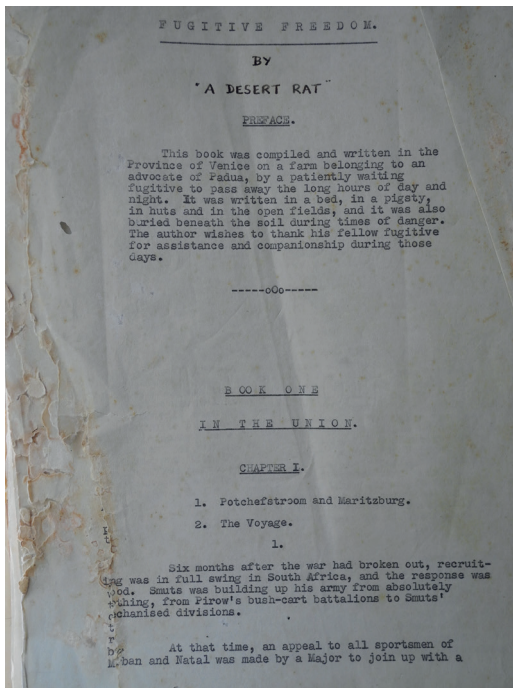 FUGITIVE FREEDOM.
BY
"A DESERT RAT"
PREFACE.
This book was compiled and written in the
Province of Venice on a farm belonging to an
advocate of Padua, by a patiently waiting
fugitive to pass away the long hours of day and
night. It was written in a bed, in a pigsty,
in huts and in the open fields, and it was also
buried beneath the soil during times of danger.
The author wishes to thank his fellow fugitive
for assistance and companionship during those
days.
-----oOo-----
BOOK ONE
IN THE UNION.
CHAPTER I.
1. Potchefstroom and Maritzburg.
2. The Voyage.
1.
Six months after the war had broken out, recruit-
ing was in full swing in South Africa, and the response was
Smuts was building up his army from absolutely
from Pirow's bush-cart battalions to Smuts'
divisions.
At that time, an appeal to all sportsmen of
and Natal was made by a Major to join up with a